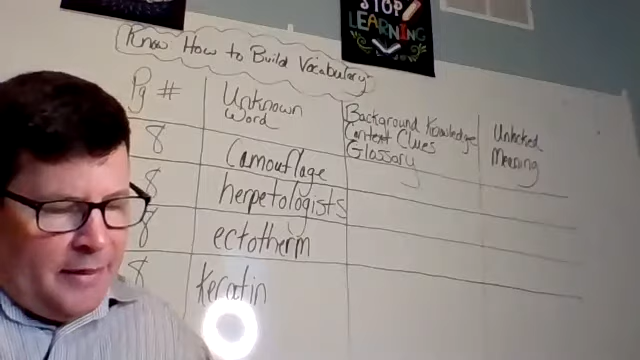 STOP
LEARNING
Know How to Build Vocabulary
Pg #
Unknown
Word
Background Knowledge
Context Clues
Glossary
Unlocked
Meaning
8
Camouflage
8
herpetologists
8
ectotherm
8
Keratin